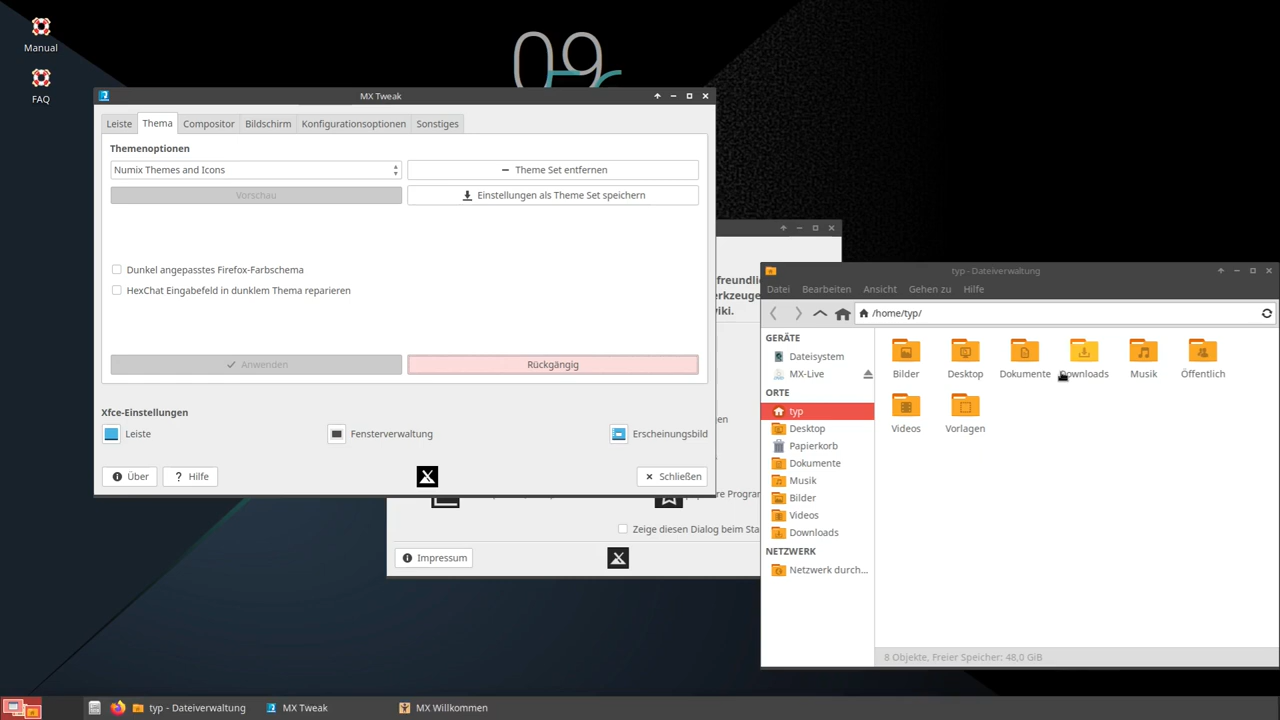 Manual
FAQ
09
MX Tweak
Leiste
Thema
Compositor
Bildschirm
Konfigurationsoptionen
Sonstiges
Themenoptionen
Numix Themes and Icons
Theme Set entfernen
Vorschau
Einstellungen als Theme Set speichern
Dunkel angepasstes Firefox-Farbschema
HexChat Eingabefeld in dunklem Thema reparieren
Anwenden
Rückgängig
Xfce-Einstellungen
Leiste
Fensterverwaltung
Erscheinungsbild
Über
Hilfe
Schließen
Zeige diesen Dialog beim
Impressum
typ - Dateiverwaltung
Datei
Bearbeiten
Ansicht
Gehen zu
Hilfe
/home/typ/
GERÄTE
Dateisystem
MX-Live
ORTE
typ
Desktop
Papierkorb
Dokumente
Musik
Bilder
Videos
Downloads
NETZWERK
Netzwerk durch...
Bilder
Desktop
Dokumente
Downloads
Musik
Öffentlich
Videos
Vorlagen
8 Objekte, Freier Speicher: 48,0 GiB
typ - Dateiverwaltung
MX Tweak
MX Willkommen